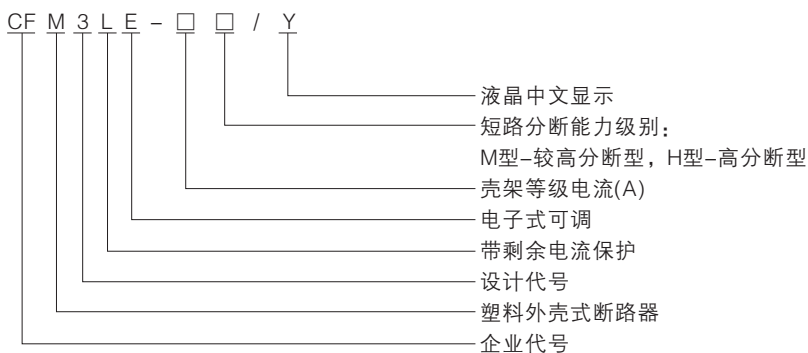 CF M 3 L E – □ □ / Y
液晶中文显示
短路分断能力级别:
M型–较高分断型，H型–高分断型
壳架等级电流(A)
电子式可调
带剩余电流保护
设计代号
塑料外壳式断路器
企业代号